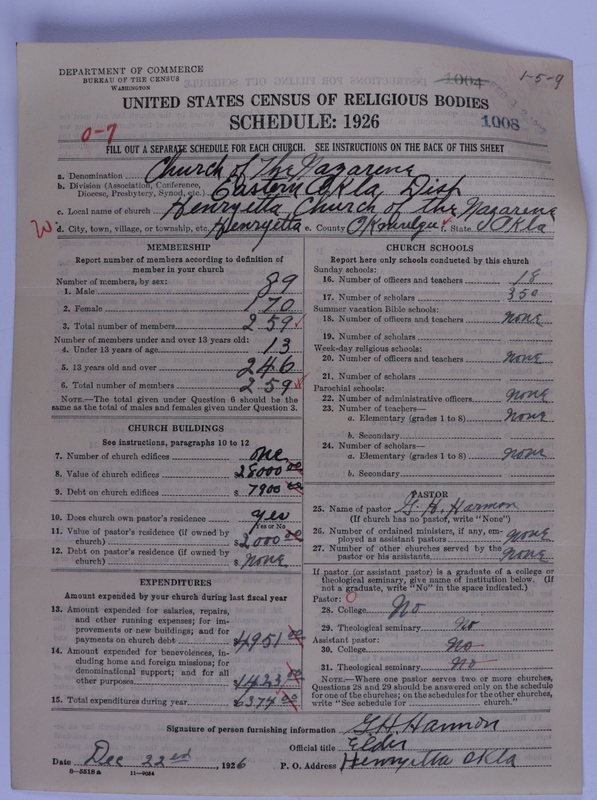 DEPARTMENT OF COMMERCE
BUREAU OF THE CENSUS
WASHINGTON
1004
1-5-9
UNITED STATES CENSUS OF RELIGIOUS BODIES
SCHEDULE: 1926
1008
0-7
FILL OUT A SEPARATE SCHEDULE FOR EACH CHURCH. SEE INSTRUCTIONS ON THE BACK OF THIS SHEET
a. Denomination Church of The Nazarene
b. Division (Association, Conference, Diocese, Presbytery, Synod, etc.) Eastern Okla Dist
c. Local name of church Henryetta Church of the Nazarene
W
d. City, town, village, or township, etc. Henryetta e. County Okmulgee f. State Okla
MEMBERSHIP
Report number of members according to definition of member in your church
Number of members, by sex:
1. Male 89
2. Female 170
3. Total number of members 259
Number of members under and over 13 years old:
4. Under 13 years of age 13
5. 13 years old and over 246
6. Total number of members 259
NOTE.—The total given under Question 6 should be the same as the total of males and females given under Question 3.
CHURCH BUILDINGS
See instructions, paragraphs 10 to 12
7. Number of church edifices one
8. Value of church edifices $ 25000 00
9. Debt on church edifices $ 7900 00
10. Does church own pastor's residence yes
Yes or No
11. Value of pastor's residence (if owned by church) $ 2000 00
12. Debt on pastor's residence (if owned by church) $ none
EXPENDITURES
Amount expended by your church during last fiscal year
13. Amount expended for salaries, repairs, and other running expenses; for improvements or new buildings; and for payments on church debt $ 4951 00
14. Amount expended for benevolences, including home and foreign missions; for denominational support; and for all other purposes $ 1423 00
15. Total expenditures during year $ 6374 00
CHURCH SCHOOLS
Report here only schools conducted by this church
Sunday schools:
16. Number of officers and teachers 18
17. Number of scholars 350
Summer vacation Bible schools:
18. Number of officers and teachers none
19. Number of scholars
Week-day religious schools:
20. Number of officers and teachers none
21. Number of scholars
Parochial schools:
22. Number of administrative officers none
23. Number of teachers—
a. Elementary (grades 1 to 8) none
b. Secondary
24. Number of scholars—
a. Elementary (grades 1 to 8) none
b. Secondary
PASTOR
25. Name of pastor G. H. Harmon
(If church has no pastor, write "None")
26. Number of ordained ministers, if any, employed as assistant pastors none
27. Number of other churches served by the pastor or his assistants none
If pastor (or assistant pastor) is a graduate of a college or theological seminary, give name of institution below. (If not a graduate, write "No" in the space indicated.)
Pastor: 0
28. College No
29. Theological seminary No
Assistant pastor:
30. College No
31. Theological seminary No
NOTE.—Where one pastor serves two or more churches, Questions 28 and 29 should be answered only on the schedule for one of the churches; on the schedules for the other churches, write "See schedule for church."
Signature of person furnishing information G. H. Harmon
Official title Elder
Date Dec 22nd, 1926 P. O. Address Henryetta Okla
8—5518 a 11—9034